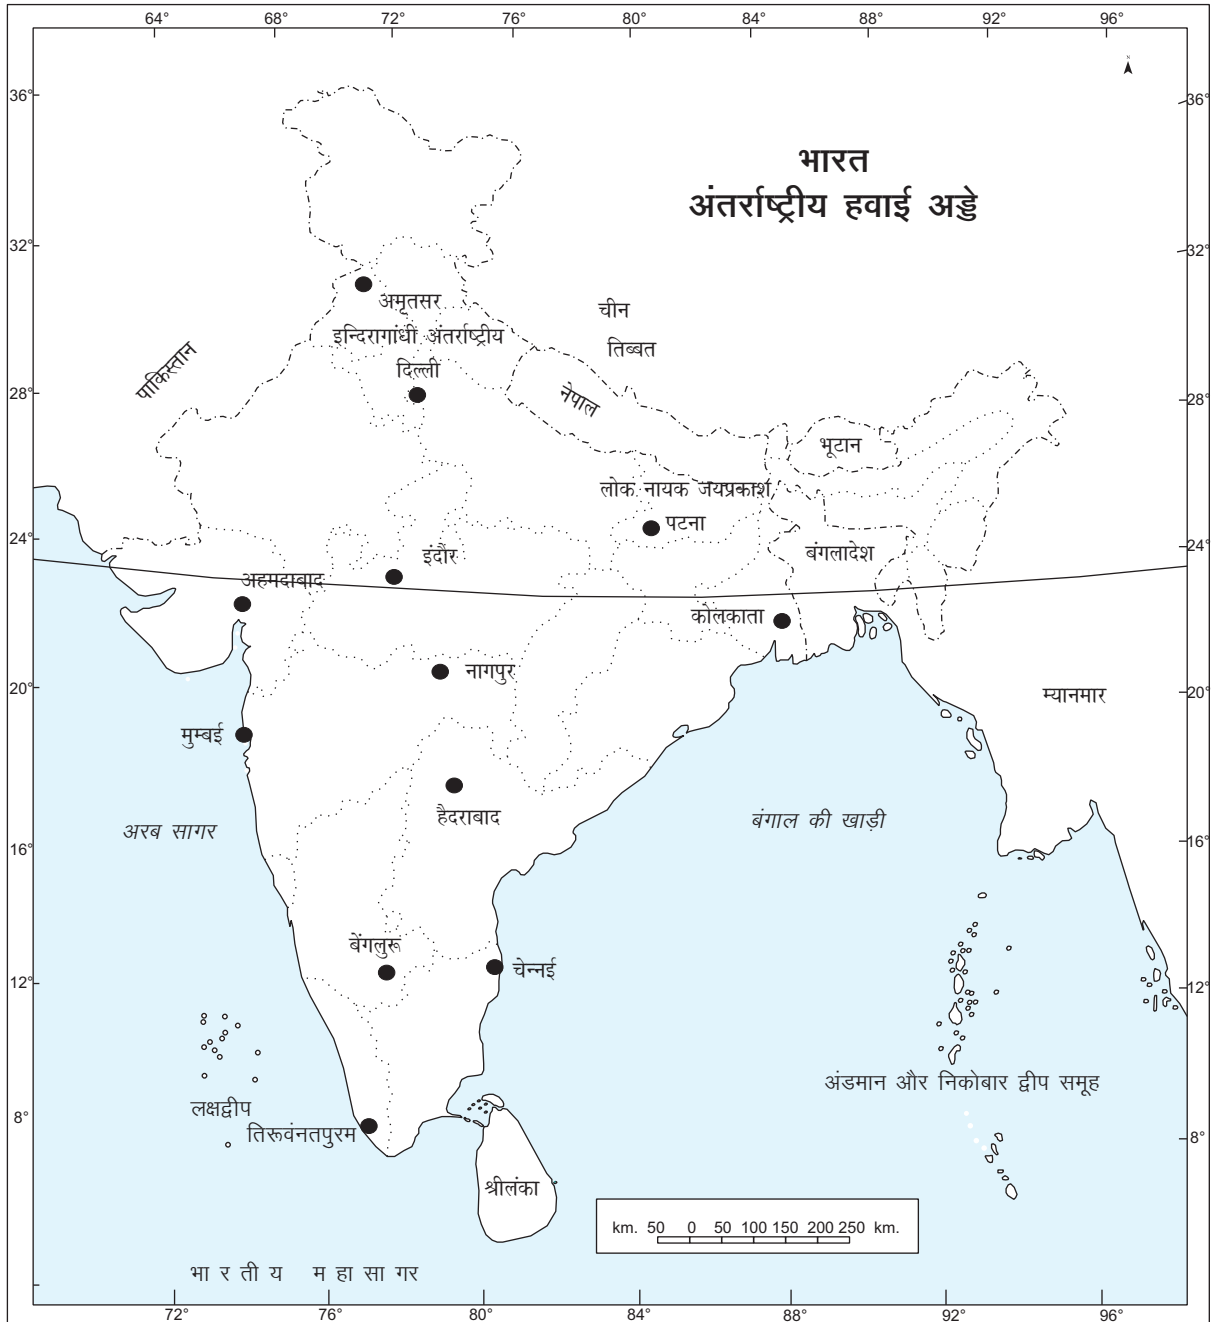 64° 68° 72° 76° 80° 84° 88° 92° 96°
N
36° 36°
भारत
अंतर्राष्ट्रीय हवाई अड्डे
32° 32°
अमृतसर
चीन
इन्दिरागांधी अंतर्राष्ट्रीय
तिब्बत
पाकिस्तान
दिल्ली
28° 28°
नेपाल
भूटान
लोक नायक जयप्रकाश
पटना
24° 24°
इंदौर
बंगलादेश
अहमदाबाद
कोलकाता
नागपुर
20° 20°
म्यानमार
मुम्बई
हैदराबाद
अरब सागर
बंगाल की खाड़ी
16° 16°
बेंगलुरू
चेन्नई
12° 12°
अंडमान और निकोबार द्वीप समूह
लक्षद्वीप
8° 8°
तिरूवंनतपुरम
श्रीलंका
km. 50 0 50 100 150 200 250 km.
भारतीय महासागर
72° 76° 80° 84° 88° 92° 96°